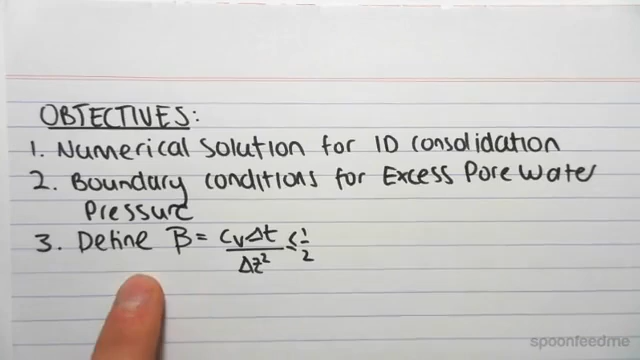 OBJECTIVES:
1. Numerical Solution for 1D Consolidation
2. Boundary conditions for Excess Pore Water
Pressure
3. Define β = CvΔt/Δz² ≤ 1/2
spoonfeedme